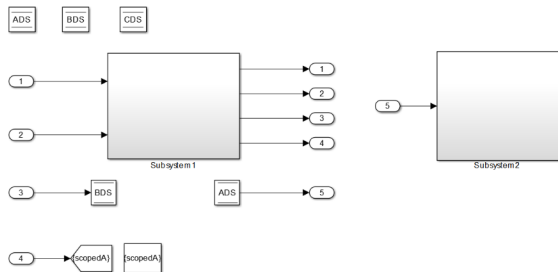 ADS BDS CDS
1 1
2
5
3
2 4
Subsystem1 Subsystem2
3 BDS ADS 5
4 {scopedA} {scopedA}